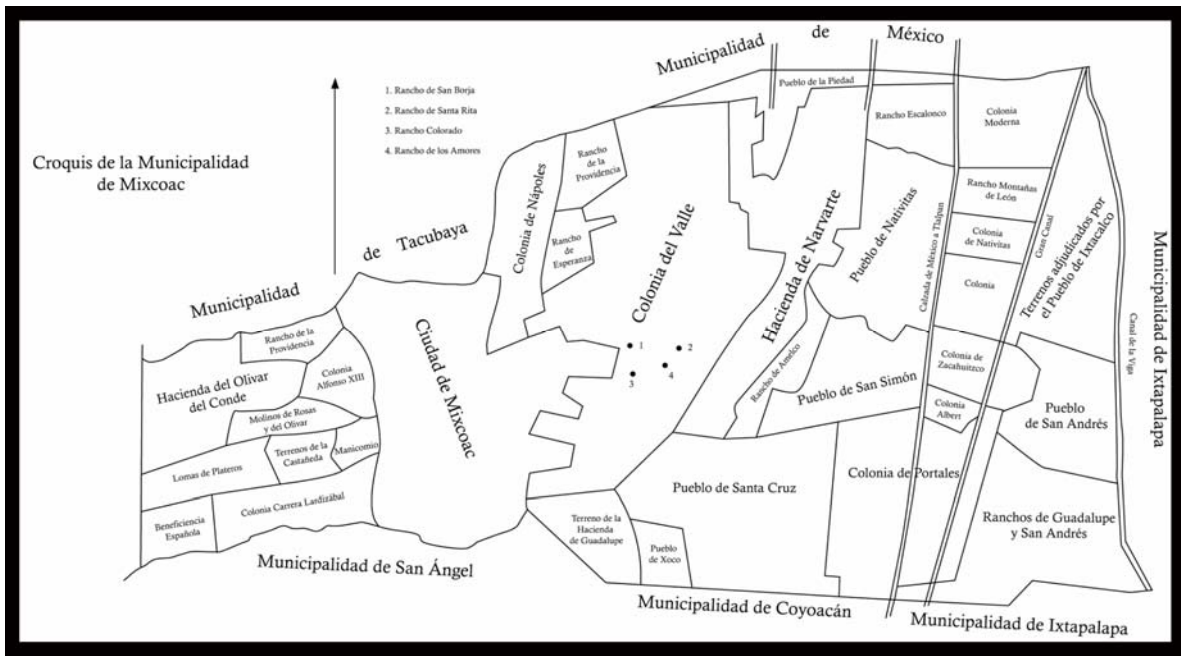 Municipalidad
de
México
Pueblo de la Piedad
1. Rancho de San Borja
2. Rancho de Santa Rita
3. Rancho Colorado
4. Rancho de los Amores
Croquis de la Municipalidad
de Mixcoac
Rancho Escalonco
Colonia
Moderna
Rancho
de la
Providencia
Colonia de Nápoles
Rancho
de
Esperanza
Colonia del Valle
Hacienda de Narvarte
Pueblo de Nativitas
Calzada de México a Tlalpan
Rancho Montañas
de León
Colonia
de Nativitas
Colonia
Gran Canal
Terrenos adjudicados por
el Pueblo de Ixtacalco
Canal de la Viga
Municipalidad de Ixtapalapa
Municipalidad
de Tacubaya
Rancho de la
Providencia
Hacienda del Olivar
del Conde
Colonia
Alfonso XIII
Ciudad de Mixcoac
Molinos de Rosas
y del Olivar
Terrenos de la
Castañeda
Manicomio
Lomas de Plateros
Colonia Carrera Lardizábal
Beneficiencia
Española
1
2
3
4
Rancho de Amelco
Pueblo de San Simón
Colonia de
Zacahuitzco
Colonia
Albert
Pueblo
de San Andrés
Pueblo de Santa Cruz
Colonia de Portales
Ranchos de Guadalupe
y San Andrés
Terreno de la
Hacienda
de Guadalupe
Pueblo
de Xoco
Municipalidad de San Ángel
Municipalidad de Coyoacán
Municipalidad de Ixtapalapa